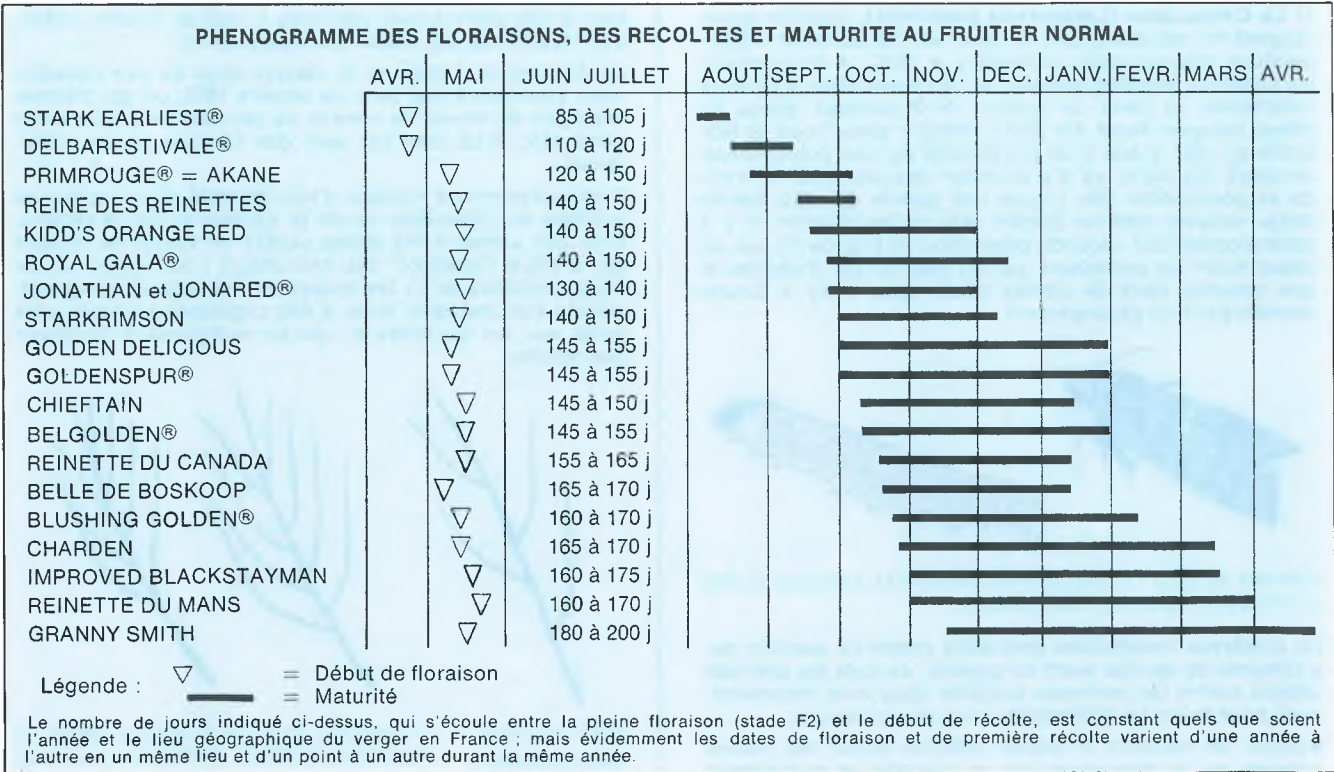 PHENOGRAMME DES FLORAISONS, DES RECOLTES ET MATURITE AU FRUITIER NORMAL
AVR. MAI JUIN JUILLET AOUT SEPT. OCT. NOV. DEC. JANV. FEVR. MARS AVR.
STARK EARLIEST® 85 à 105 j
DELBARESTIVALE® 110 à 120 j
PRIMROUGE® = AKANE 120 à 150 j
REINE DES REINETTES 140 à 150 j
KIDD'S ORANGE RED 140 à 150 j
ROYAL GALA® 140 à 150 j
JONATHAN et JONARED® 130 à 140 j
STARKRIMSON 140 à 150 j
GOLDEN DELICIOUS 145 à 155 j
GOLDENSPUR® 145 à 155 j
CHIEFTAIN 145 à 150 j
BELGOLDEN® 145 à 155 j
REINETTE DU CANADA 155 à 165 j
BELLE DE BOSKOOP 165 à 170 j
BLUSHING GOLDEN® 160 à 170 j
CHARDEN 165 à 170 j
IMPROVED BLACKSTAYMAN 160 à 175 j
REINETTE DU MANS 160 à 170 j
GRANNY SMITH 180 à 200 j
Légende : ▽ = Début de floraison
= Maturité
Le nombre de jours indiqué ci-dessus, qui s'écoule entre la pleine floraison (stade F2) et le début de récolte, est constant quels que soient
l'année et le lieu géographique du verger en France ; mais évidemment les dates de floraison et de première récolte varient d'une année à
l'autre en un même lieu et d'un point à un autre durant la même année.